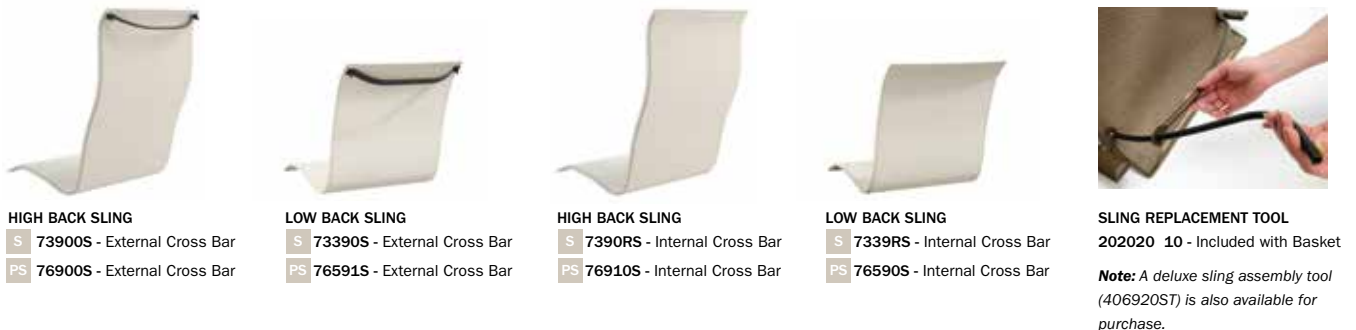 HIGH BACK SLING
S 73900S - External Cross Bar
PS 76900S - External Cross Bar
LOW BACK SLING
S 73390S - External Cross Bar
PS 76591S - External Cross Bar
HIGH BACK SLING
S 7390RS - Internal Cross Bar
PS 76910S - Internal Cross Bar
LOW BACK SLING
S 7339RS - Internal Cross Bar
PS 76590S - Internal Cross Bar
SLING REPLACEMENT TOOL
202020 10 - Included with Basket
Note: A deluxe sling assembly tool
(406920ST) is also available for
purchase.